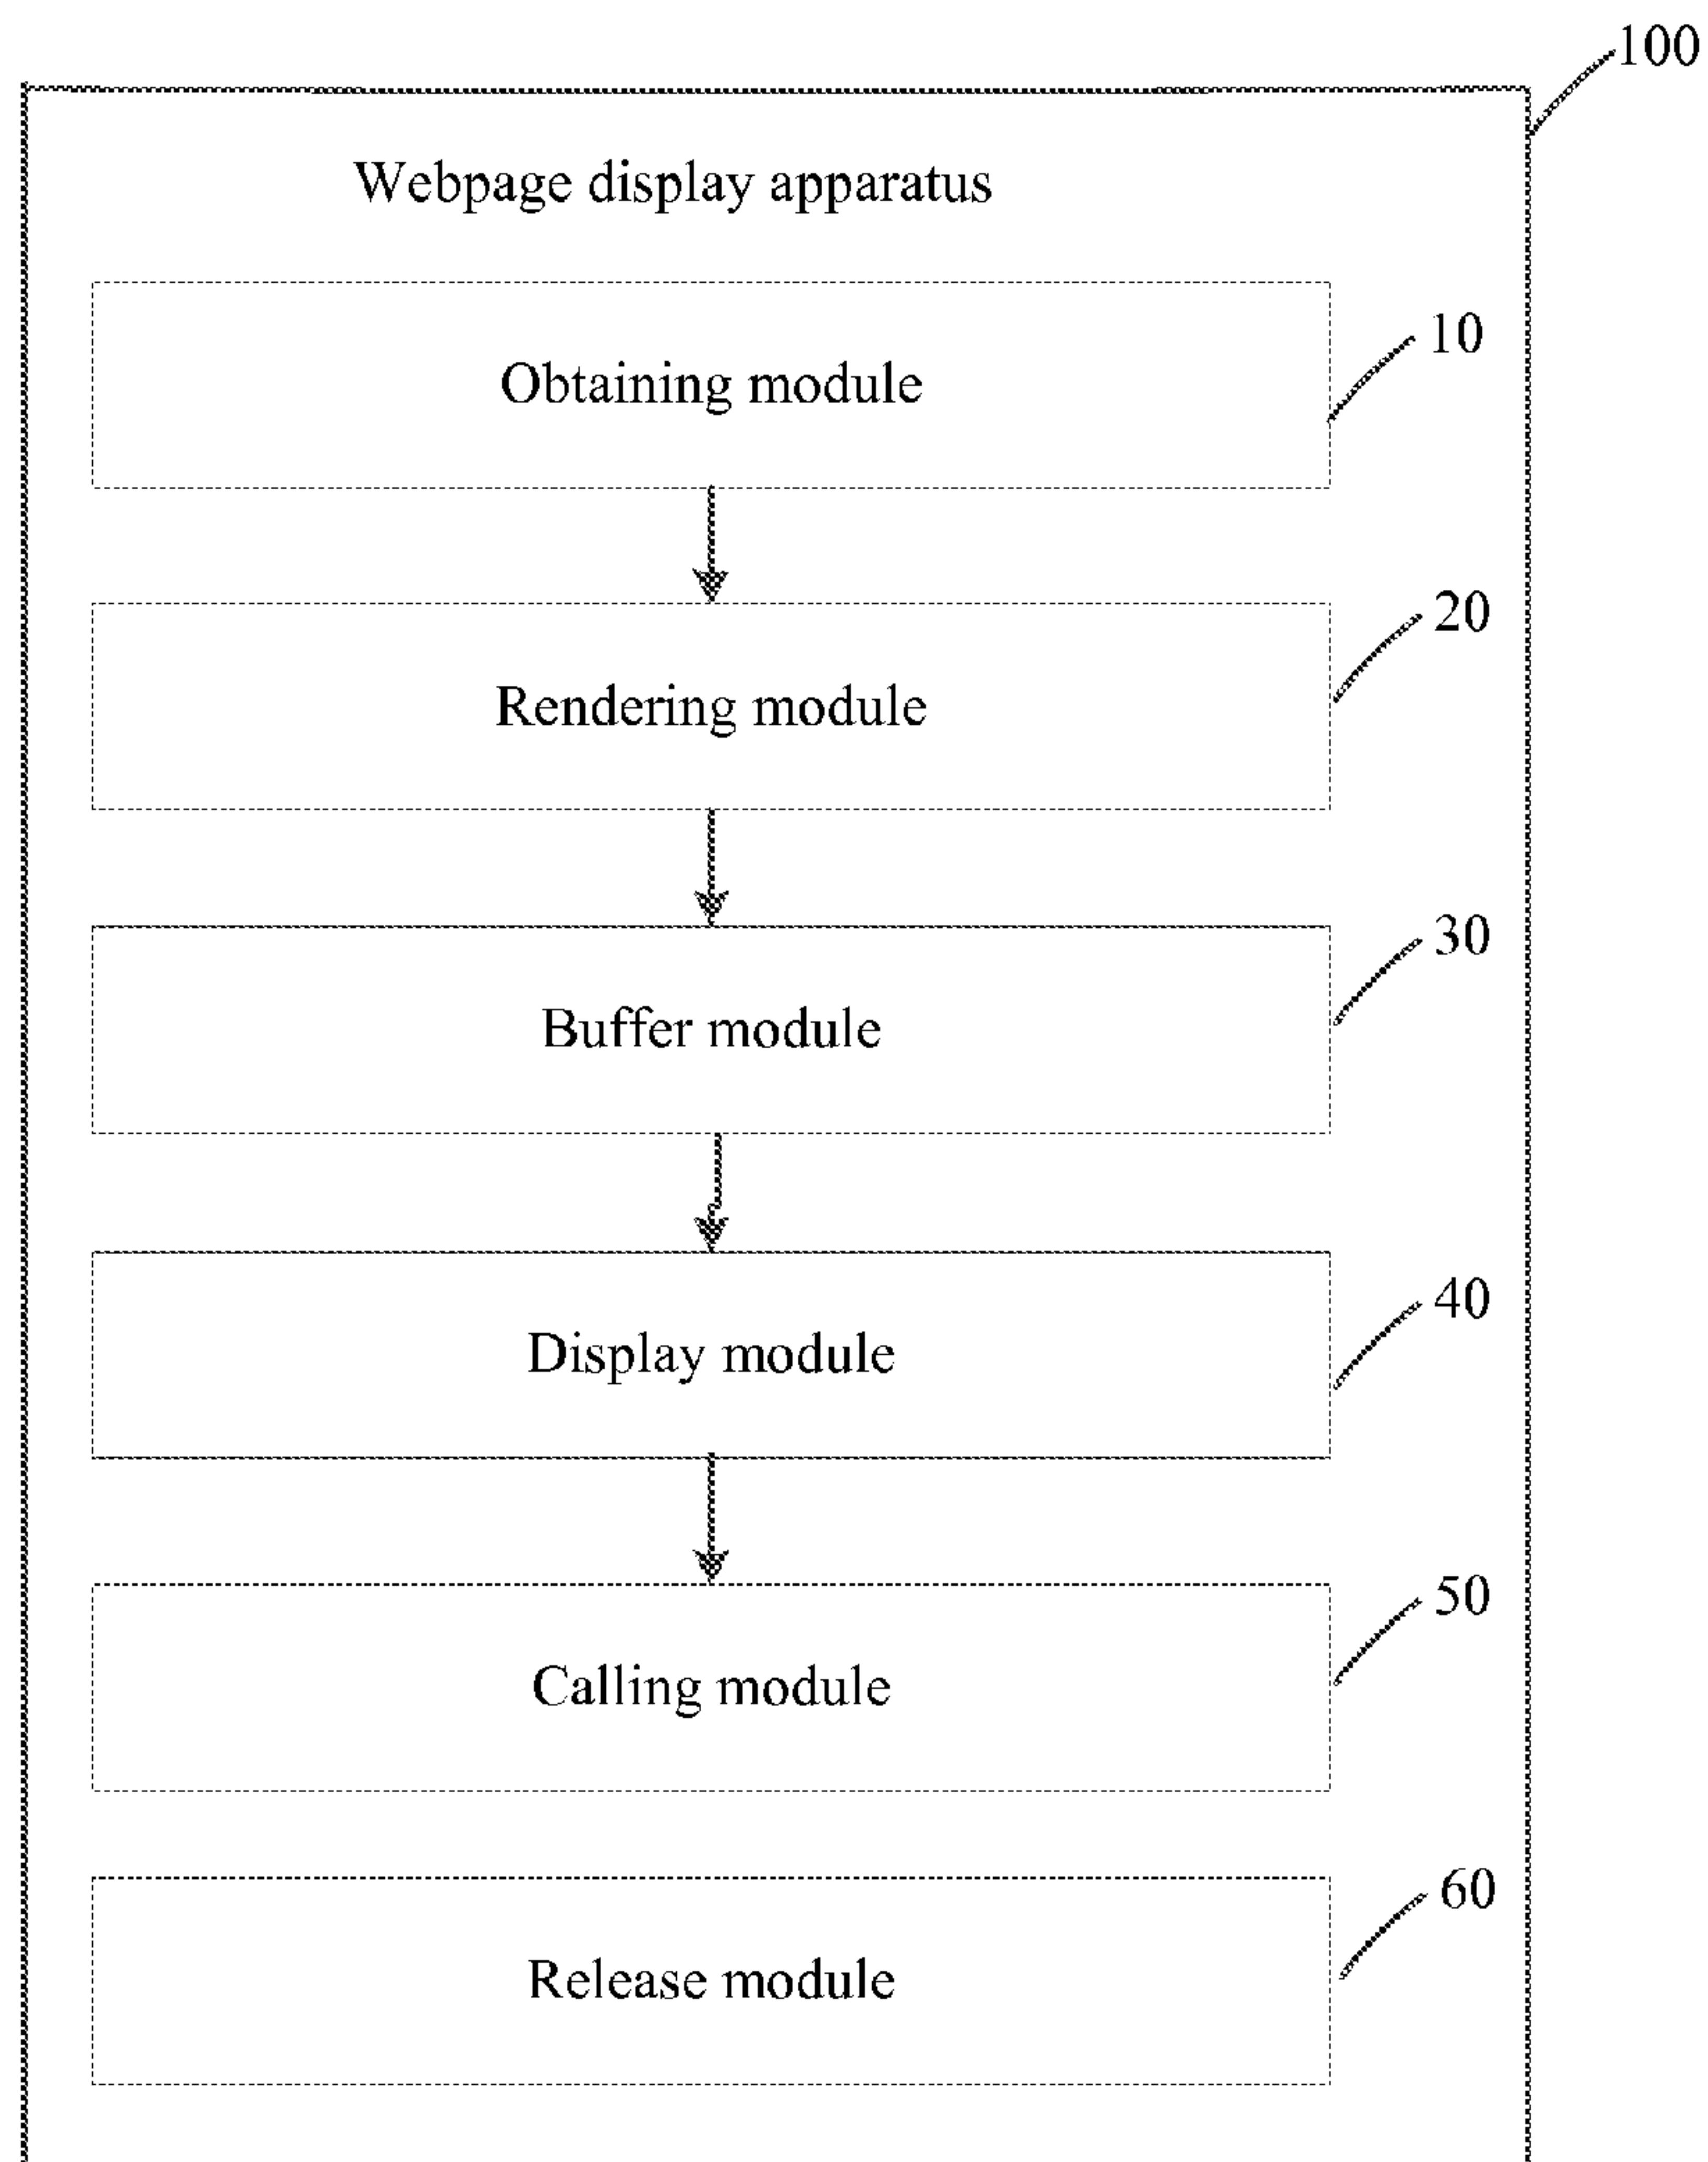 100
Webpage display apparatus
Obtaining module
10
Rendering module
20
Buffer module
30
Display module
40
Calling module
50
Release module
60